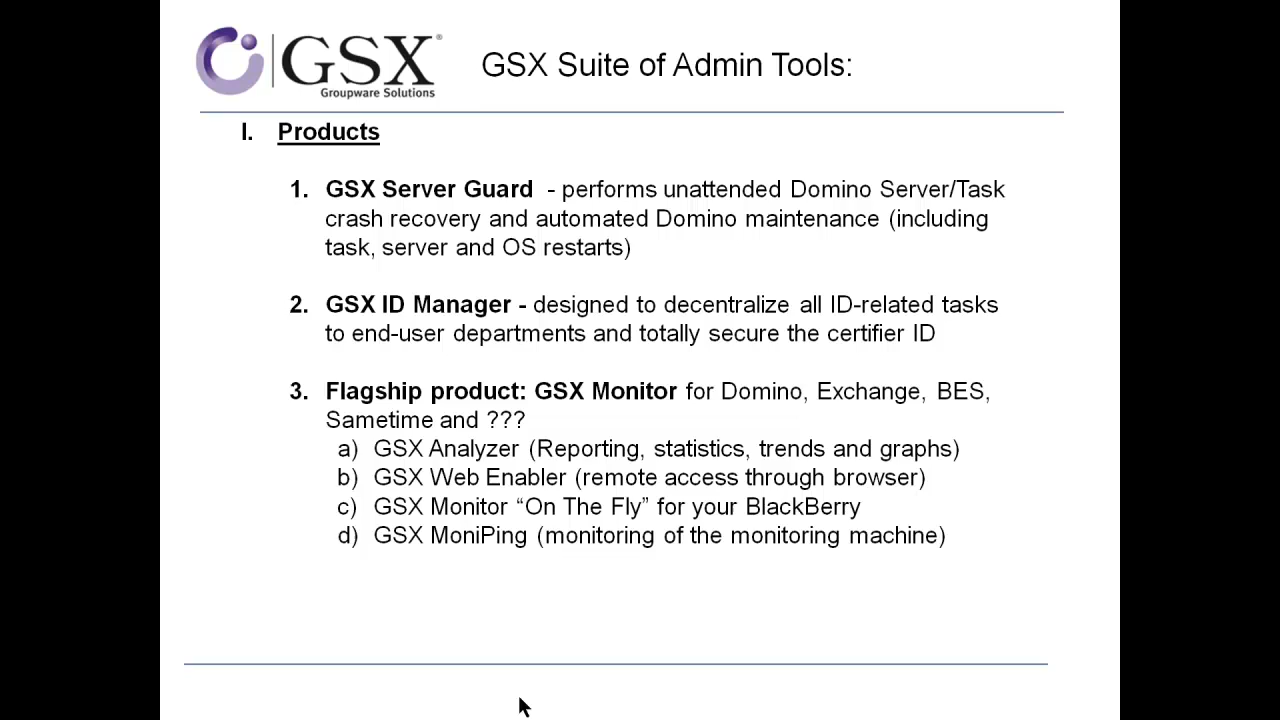 GSX®
Groupware Solutions
GSX Suite of Admin Tools:
I. Products
1. GSX Server Guard - performs unattended Domino Server/Task
crash recovery and automated Domino maintenance (including
task, server and OS restarts)
2. GSX ID Manager - designed to decentralize all ID-related tasks
to end-user departments and totally secure the certifier ID
3. Flagship product: GSX Monitor for Domino, Exchange, BES,
Sametime and ???
a) GSX Analyzer (Reporting, statistics, trends and graphs)
b) GSX Web Enabler (remote access through browser)
c) GSX Monitor “On The Fly” for your BlackBerry
d) GSX MoniPing (monitoring of the monitoring machine)